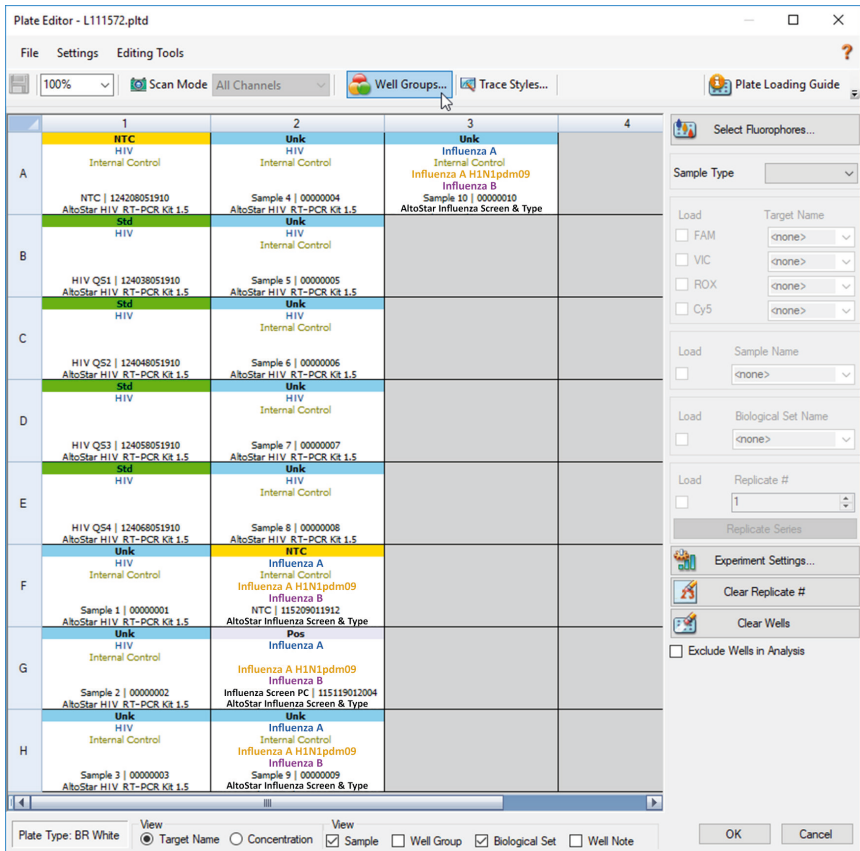 Plate Editor - L111572.pltd
File Settings Editing Tools ?
100% Scan Mode All Channels Well Groups... Trace Styles... Plate Loading Guide
1 2 3 4
A
NTC
HIV
Internal Control
NTC | 124208051910
AltoStar HIV RT-PCR Kit 1.5
Unk
HIV
Internal Control
Sample 4 | 00000004
AltoStar HIV RT-PCR Kit 1.5
Unk
Influenza A
Internal Control
Influenza A H1N1pdm09
Influenza B
Sample 10 | 00000010
AltoStar Influenza Screen & Type
B
Std
HIV
HIV QS1 | 124038051910
AltoStar HIV RT-PCR Kit 1.5
Unk
HIV
Internal Control
Sample 5 | 00000005
AltoStar HIV RT-PCR Kit 1.5
C
Std
HIV
HIV QS2 | 124048051910
AltoStar HIV RT-PCR Kit 1.5
Unk
HIV
Internal Control
Sample 6 | 00000006
AltoStar HIV RT-PCR Kit 1.5
D
Std
HIV
HIV QS3 | 124058051910
AltoStar HIV RT-PCR Kit 1.5
Unk
HIV
Internal Control
Sample 7 | 00000007
AltoStar HIV RT-PCR Kit 1.5
E
Std
HIV
HIV QS4 | 124068051910
AltoStar HIV RT-PCR Kit 1.5
Unk
HIV
Internal Control
Sample 8 | 00000008
AltoStar HIV RT-PCR Kit 1.5
F
Unk
HIV
Internal Control
Sample 1 | 00000001
AltoStar HIV RT-PCR Kit 1.5
NTC
Influenza A
Internal Control
Influenza A H1N1pdm09
Influenza B
NTC | 115209011912
AltoStar Influenza Screen & Type
G
Unk
HIV
Internal Control
Sample 2 | 00000002
AltoStar HIV RT-PCR Kit 1.5
Pos
Influenza A
Influenza A H1N1pdm09
Influenza B
Influenza Screen PC | 115119012004
AltoStar Influenza Screen & Type
H
Unk
HIV
Internal Control
Sample 3 | 00000003
AltoStar HIV RT-PCR Kit 1.5
Unk
Influenza A
Internal Control
Influenza A H1N1pdm09
Influenza B
Sample 9 | 00000009
AltoStar Influenza Screen & Type
Select Fluorophores...
Sample Type
Load Target Name
FAM <none>
VIC <none>
ROX <none>
Cy5 <none>
Load Sample Name
<none>
Load Biological Set Name
<none>
Load Replicate #
1
Replicate Series
Experiment Settings...
Clear Replicate #
Clear Wells
Exclude Wells in Analysis
Plate Type: BR White
View
Target Name Concentration
View
Sample Well Group Biological Set Well Note
OK Cancel